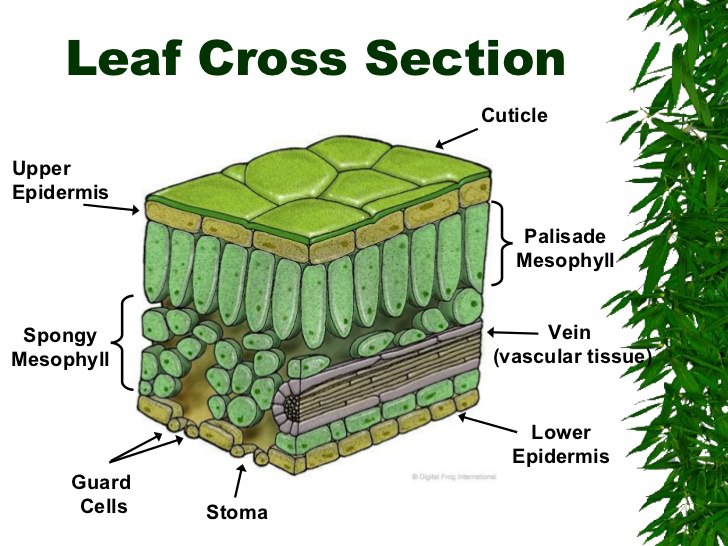 Leaf Cross Section
Cuticle
Upper
Epidermis
Palisade
Mesophyll
Spongy
Mesophyll
Vein
(vascular tissue)
Lower
Epidermis
Guard
Cells
Stoma
© Digital Frog International